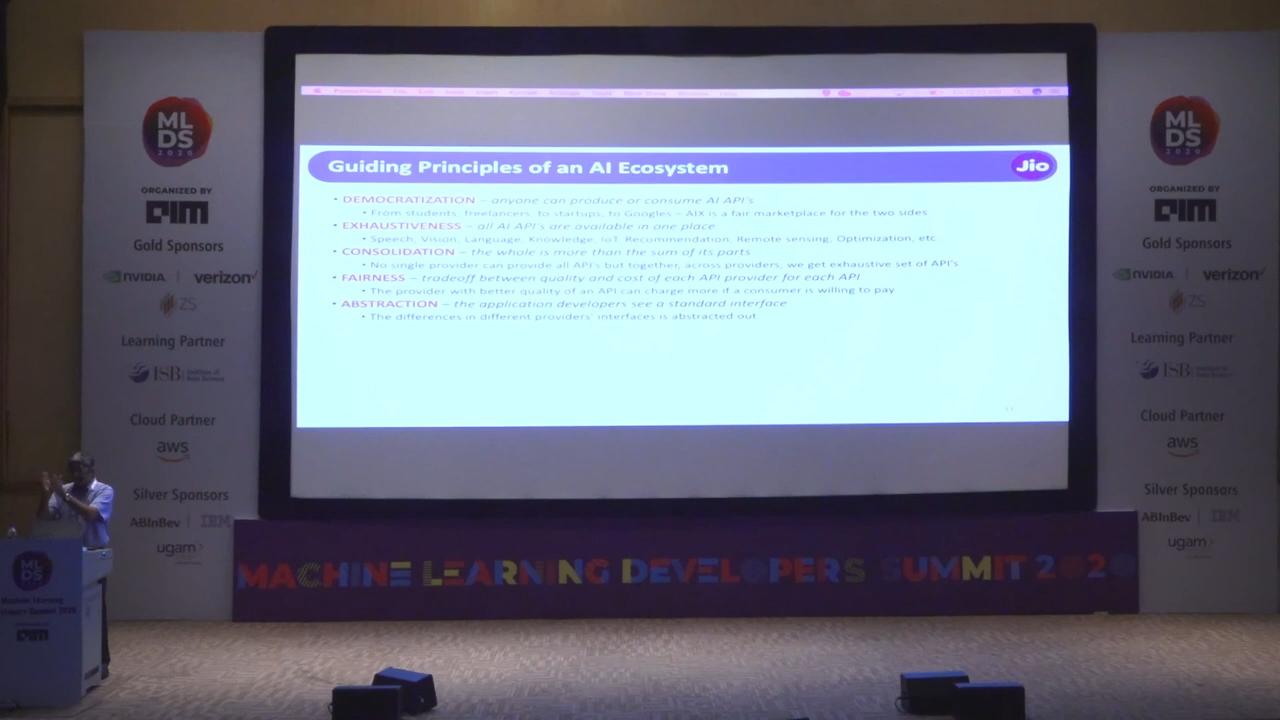 ML
DS
2020
ORGANIZED BY
AIM
Gold Sponsors
NVIDIA verizon✓
ZS
Learning Partner
ISB
Cloud Partner
aws
Silver Sponsors
ABInBev IBM
ugam
ML
DS
Machine Learning
Guiding Principles of an AI Ecosystem
Jio
• DEMOCRATIZATION – anyone can produce or consume AI API's
• From students, freelancers, to startups, to Googles – AIX is a fair marketplace for the two sides
• EXHAUSTIVENESS – all AI API's are available in one place
• Speech, Vision, Language, Knowledge, IoT, Recommendation, Remote sensing, Optimization, etc
• CONSOLIDATION – the whole is more than the sum of its parts
• No single provider can provide all API's but together, across providers, we get exhaustive set of API's
• FAIRNESS – tradeoff between quality and cost of each API provider for each API
• The provider with better quality of an API can charge more if a consumer is willing to pay
• ABSTRACTION – the application developers see a standard interface
• The differences in different providers' interfaces is abstracted out
MACHINE LEARNING DEVELOPERS SUMMIT 2020
ML
DS
2020
ORGANIZED BY
AIM
Gold Sponsors
NVIDIA verizon✓
ZS
Learning Partner
ISB
Cloud Partner
aws
Silver Sponsors
ABInBev IBM
ugam